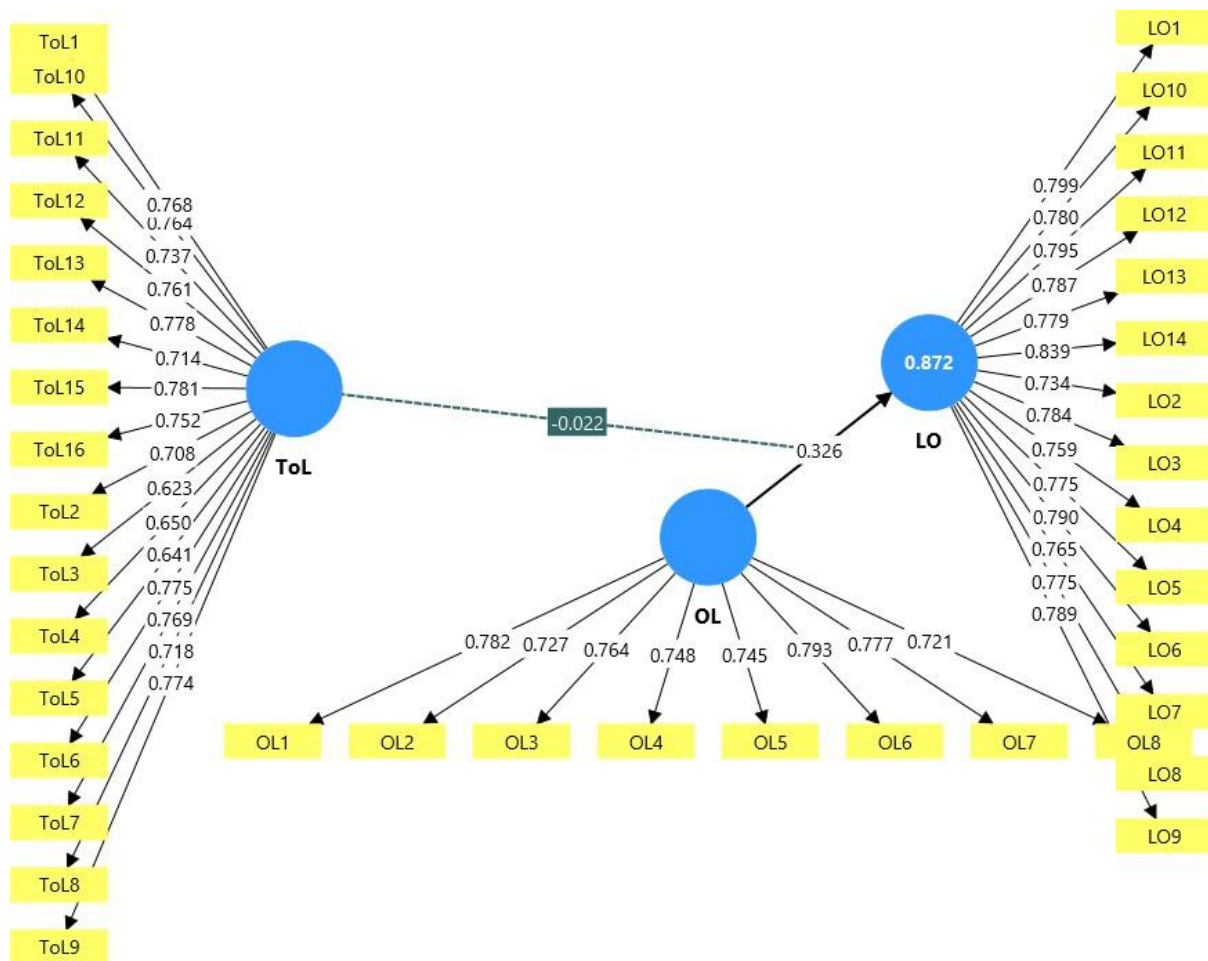 ToL1
ToL10
ToL11
ToL12
ToL13
ToL14
ToL15
ToL16
ToL2
ToL3
ToL4
ToL5
ToL6
ToL7
ToL8
ToL9
0.768
0.764
0.737
0.761
0.778
0.714
0.781
0.752
0.708
0.623
0.650
0.641
0.775
0.769
0.718
0.774
ToL
-0.022
0.326
OL
0.782
0.727
0.764
0.748
0.745
0.793
0.777
0.721
OL1
OL2
OL3
OL4
OL5
OL6
OL7
OL8
0.872
LO
0.799
0.780
0.795
0.787
0.779
0.839
0.734
0.784
0.759
0.775
0.790
0.765
0.775
0.789
LO1
LO10
LO11
LO12
LO13
LO14
LO2
LO3
LO4
LO5
LO6
LO7
LO8
LO9